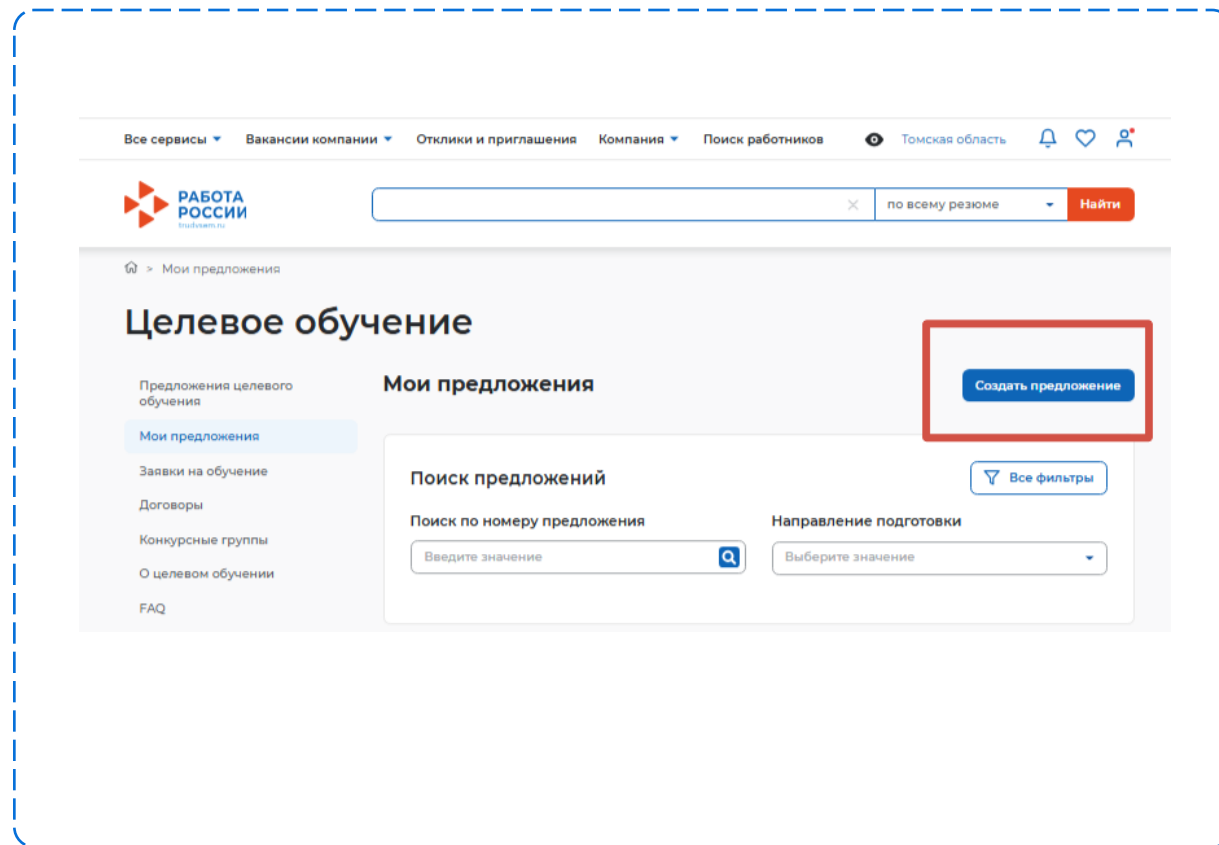 Все сервисы Вакансии компании Отклики и приглашения Компания Поиск работников Томская область
РАБОТА
РОССИИ
trudvsem.ru
по всему резюме Найти
> Мои предложения
Целевое обучение
Предложения целевого
обучения
Мои предложения
Заявки на обучение
Договоры
Конкурсные группы
О целевом обучении
FAQ
Мои предложения Создать предложение
Поиск предложений Все фильтры
Поиск по номеру предложения Направление подготовки
Введите значение Выберите значение